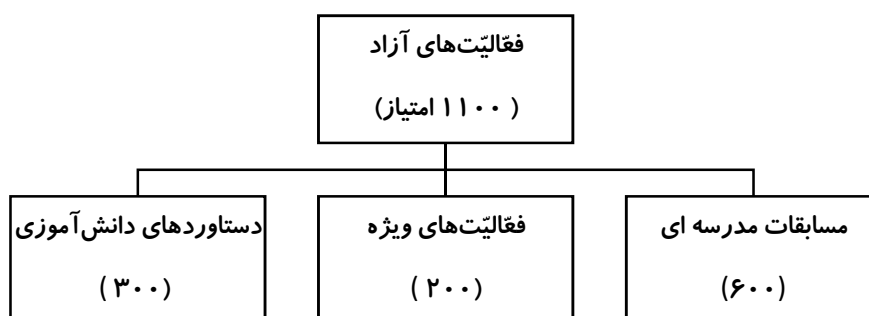 فعّالیّت‌های آزاد
( ۱۱۰۰ امتیاز)
مسابقات مدرسه ای
(۶۰۰)
فعّالیّت‌های ویژه
( ۲۰۰)
دستاوردهای دانش‌آموزی
( ۳۰۰)